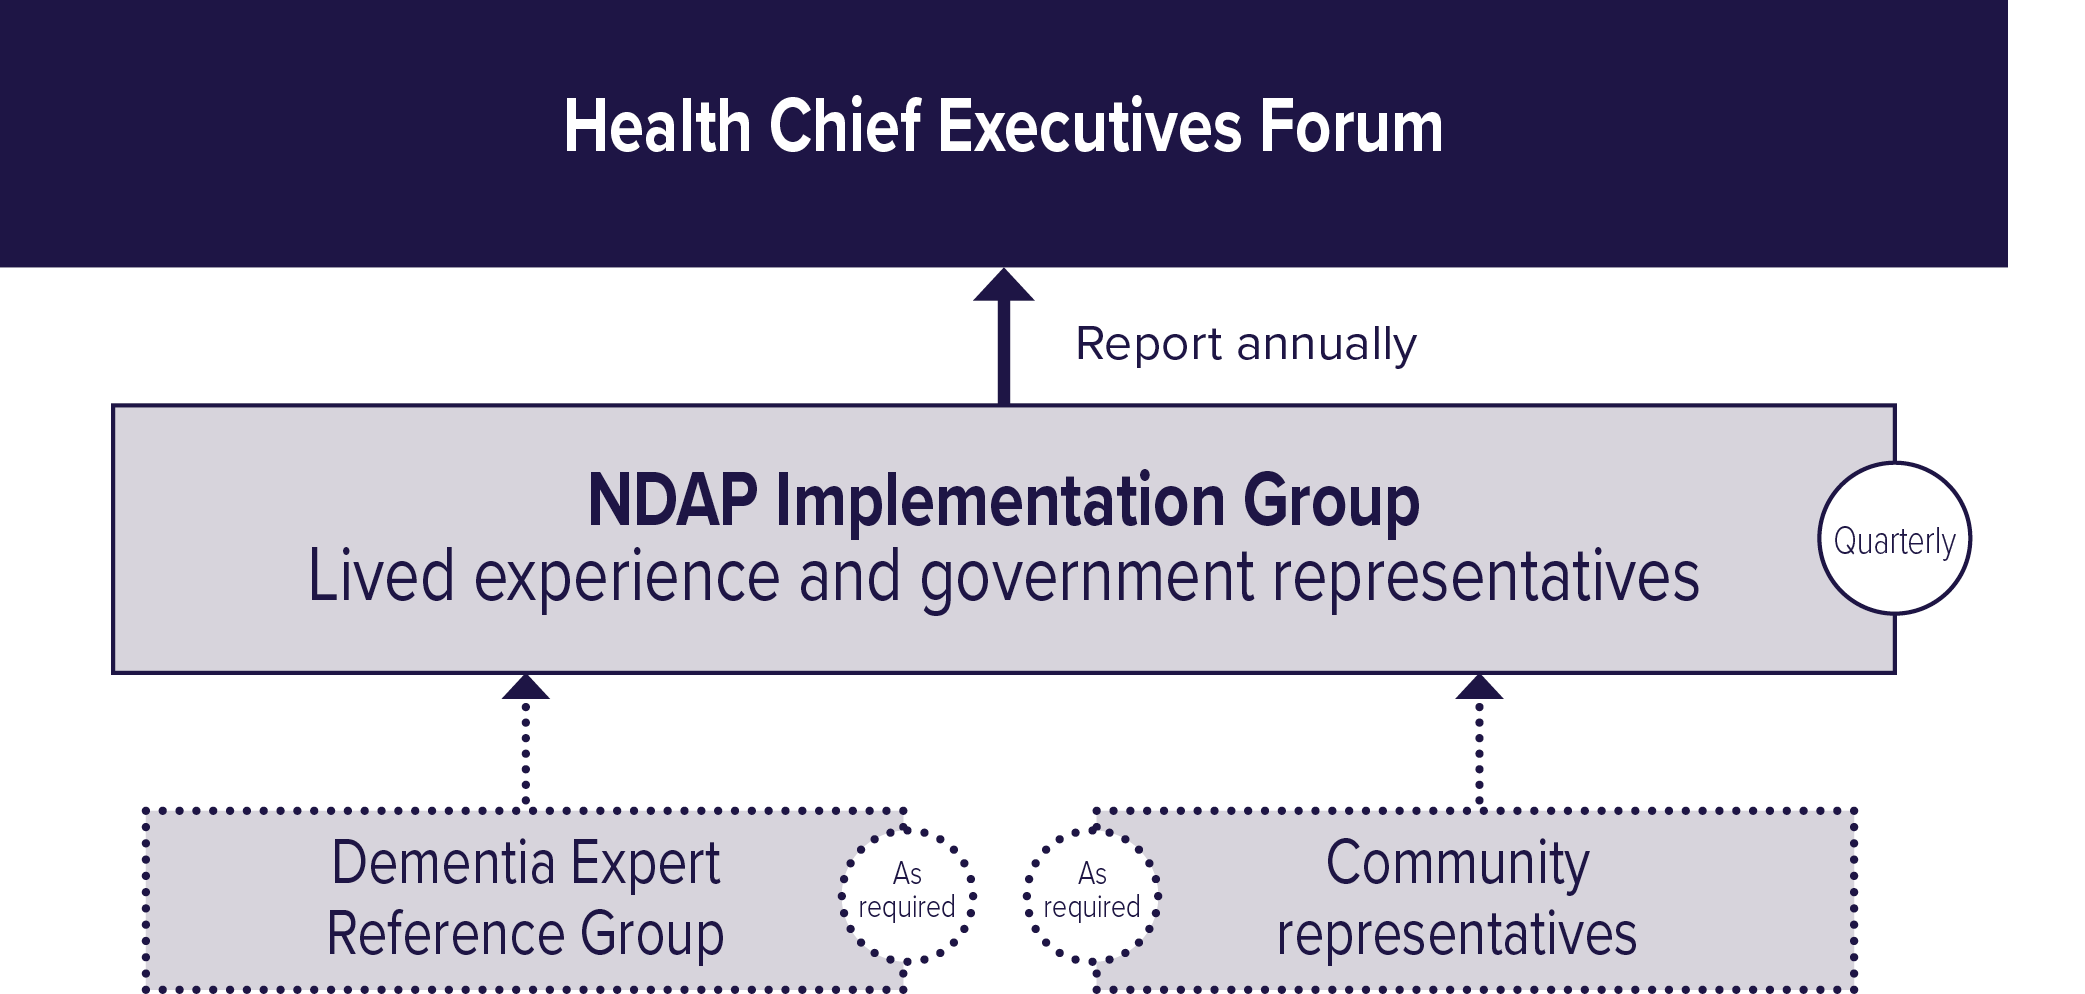 Health Chief Executives Forum
Report annually
NDAP Implementation Group
Lived experience and government representatives
Quarterly
Dementia Expert
Reference Group
As
required
As
required
Community
representatives